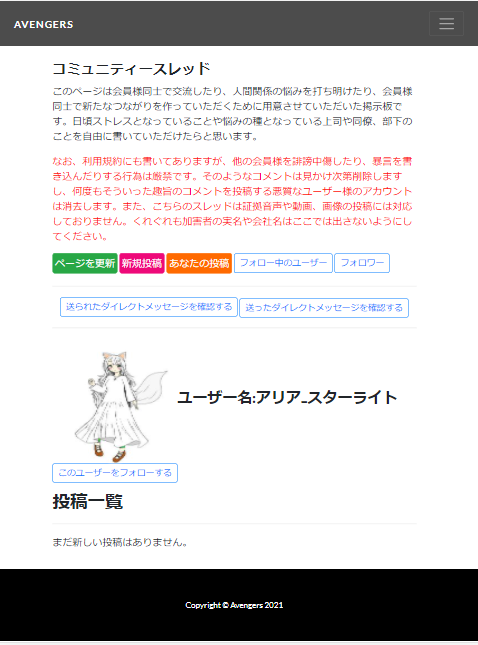 AVENGERS
コミュニティースレッド
このページは会員様同士で交流したり、人間関係の悩みを打ち明けたり、会員様
同士で新たなつながりを作っていただくために用意させていただいた掲示板で
す。日頃ストレスとなっていることや悩みの種となっている上司や同僚、部下の
ことを自由に書いていただけたらと思います。
なお、利用規約にも書いてありますが、他の会員様を誹謗中傷したり、暴言を書
き込んだりする行為は厳禁です。そのようなコメントは見かけ次第削除します
し、何度もそういった趣旨のコメントを投稿する悪質なユーザー様のアカウント
は消去します。また、こちらのスレッドは証拠音声や動画、画像の投稿には対応
しておりません。くれぐれも加害者の実名や会社名はここでは出さないようにし
てください。
ページを更新 新規投稿 あなたの投稿 フォロー中のユーザー フォロワー
送られたダイレクトメッセージを確認する 送ったダイレクトメッセージを確認する
ユーザー名:アリア_スターライト
このユーザーをフォローする
投稿一覧
まだ新しい投稿はありません。
Copyright © Avengers 2021